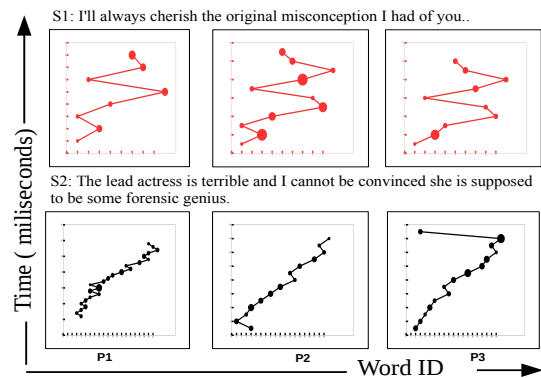 S1: I'll always cherish the original misconception I had of you..
S2: The lead actress is terrible and I cannot be convinced she is supposed
to be some forensic genius.
Time ( miliseconds)
P1
P2
P3
Word ID